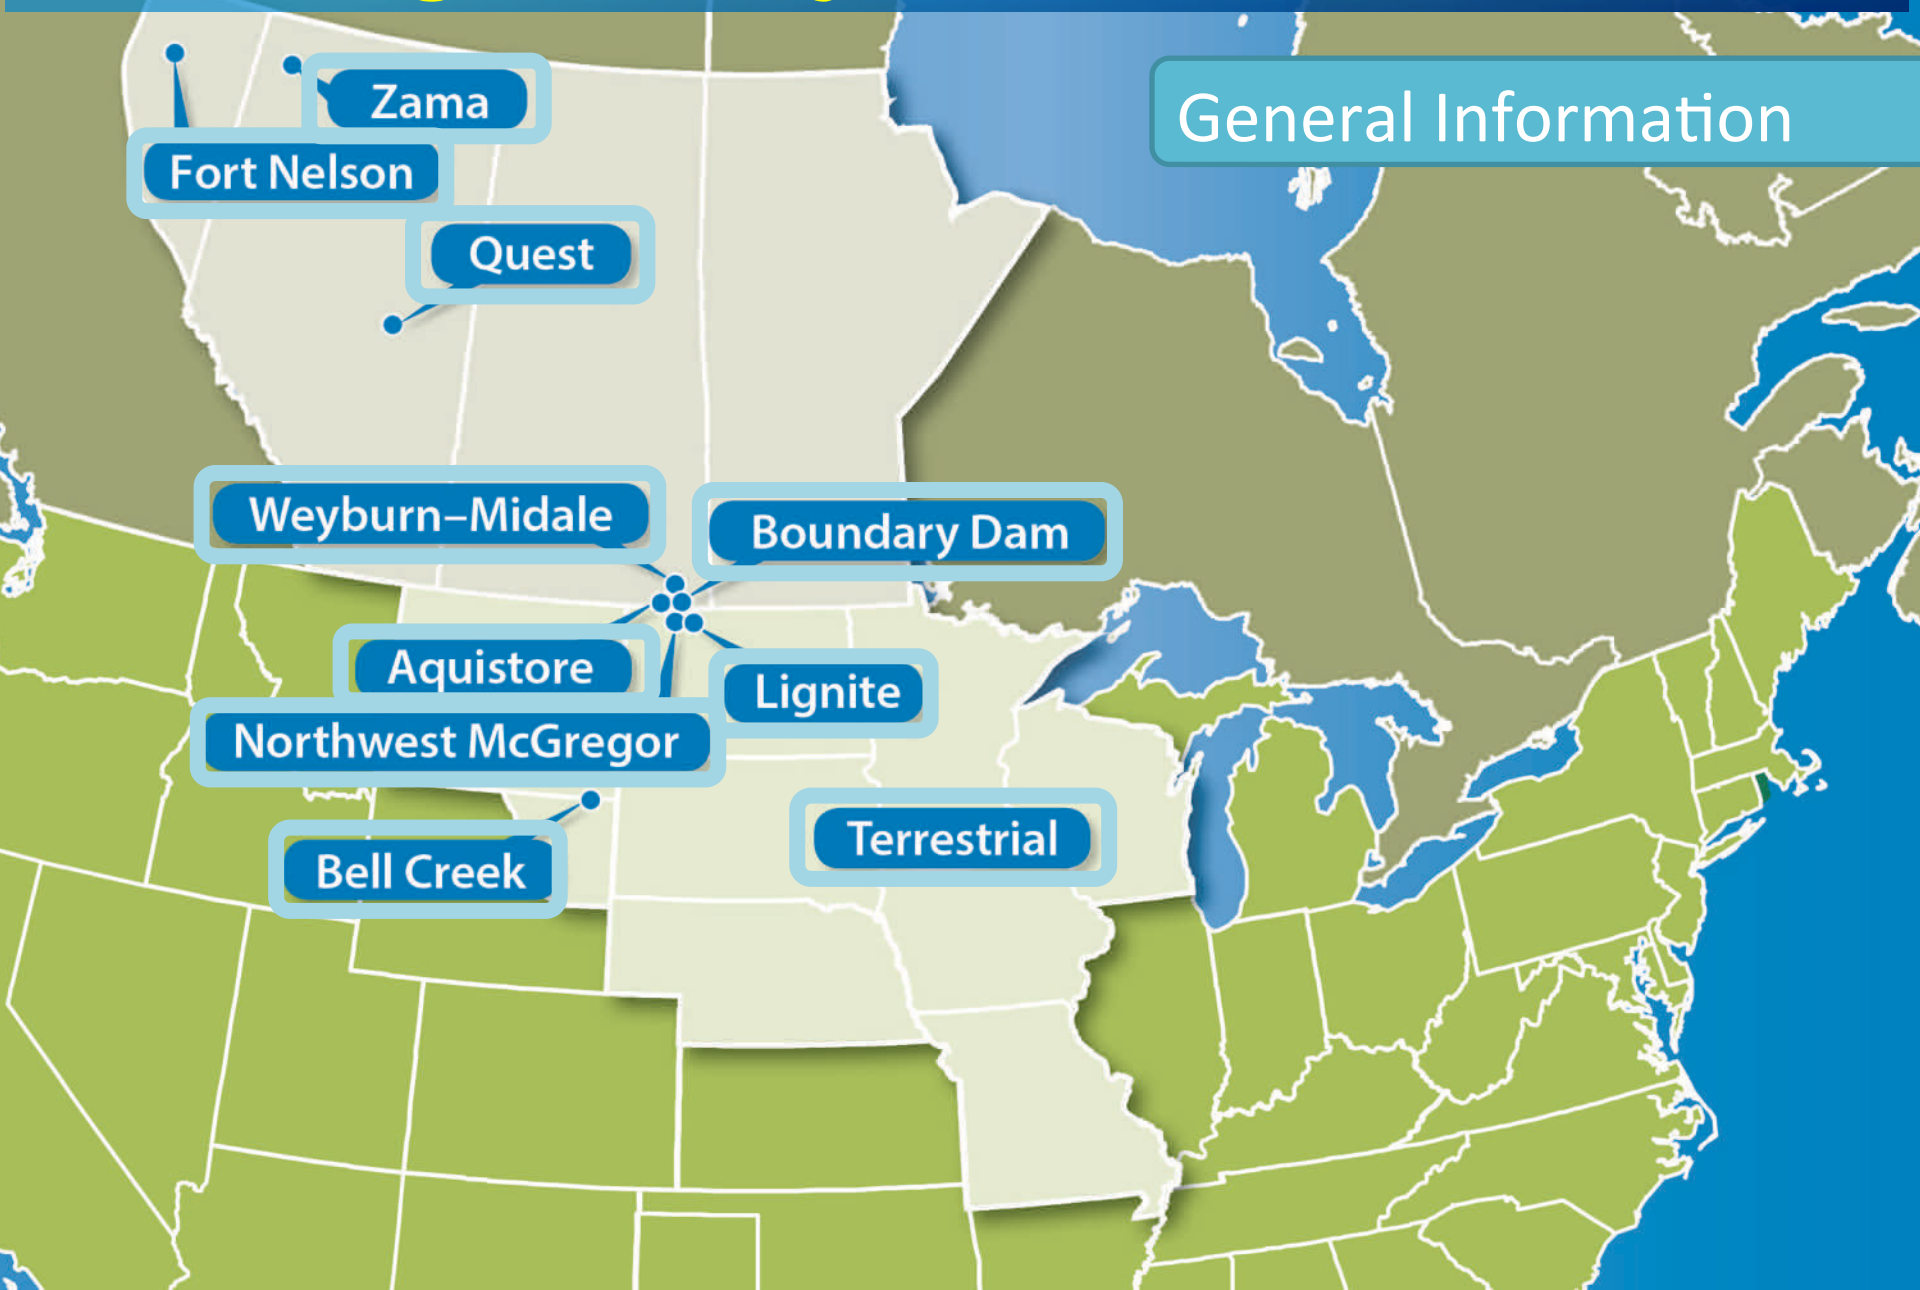 General Information
Zama
Fort Nelson
Quest
Weyburn–Midale
Boundary Dam
Aquistore
Lignite
Northwest McGregor
Terrestrial
Bell Creek